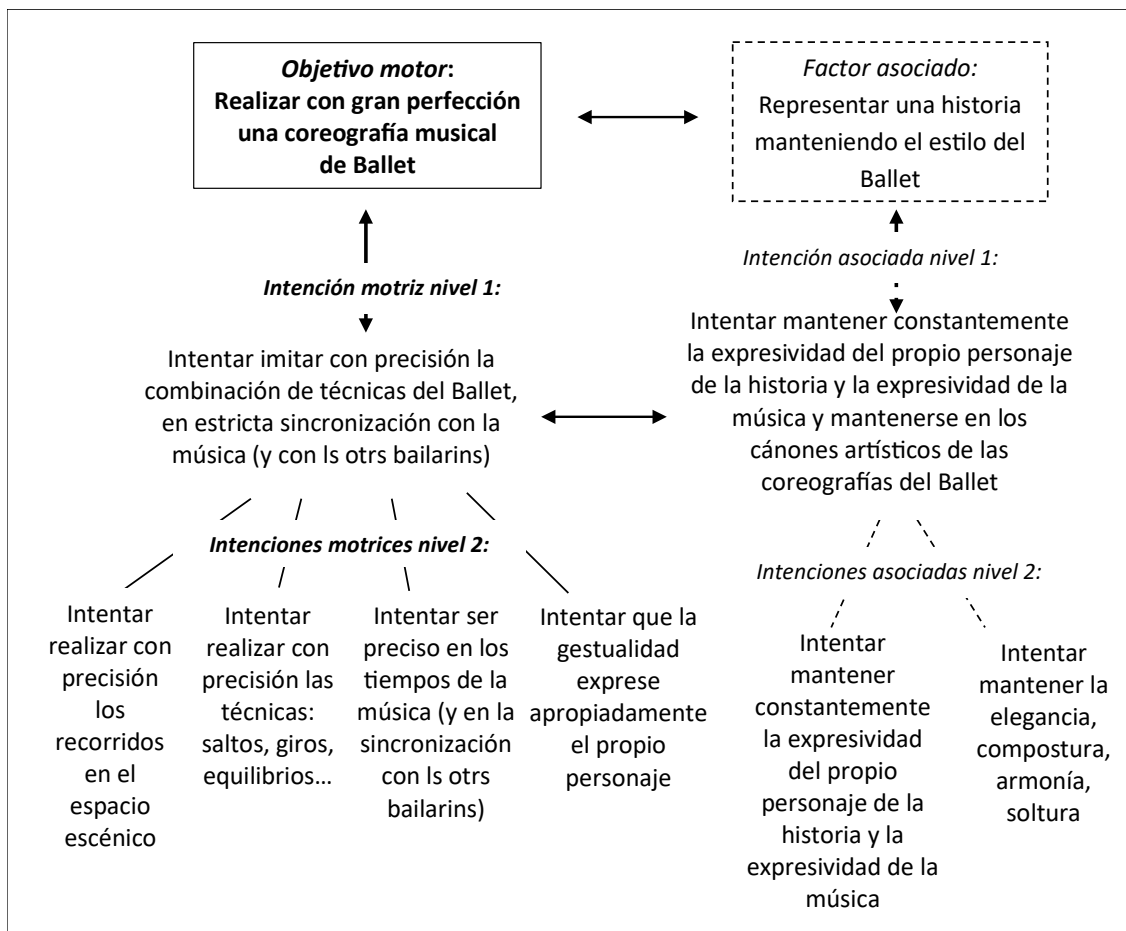 Objetivo motor:
Realizar con gran perfección
una coreografía musical
de Ballet
Factor asociado:
Representar una historia
manteniendo el estilo del
Ballet
Intención motriz nivel 1:
Intención asociada nivel 1:
Intentar imitar con precisión la
combinación de técnicas del Ballet,
en estricta sincronización con la
música (y con ls otrs bailarins)
Intentar mantener constantemente
la expresividad del propio personaje
de la historia y la expresividad de la
música y mantenerse en los
cánones artísticos de las
coreografías del Ballet
Intenciones motrices nivel 2:
Intentar
realizar con
precisión
los
recorridos
en el
espacio
escénico
Intentar
realizar con
precisión las
técnicas:
saltos, giros,
equilibrios...
Intentar ser
preciso en los
tiempos de la
música (y en la
sincronización
con ls otrs
bailarins)
Intentar que la
gestualidad
exprese
apropiadamente
el propio
personaje
Intenciones asociadas nivel 2:
Intentar
mantener
constantemente
la expresividad
del propio
personaje de la
historia y la
expresividad de la
música
Intentar
mantener la
elegancia,
compostura,
armonía,
soltura